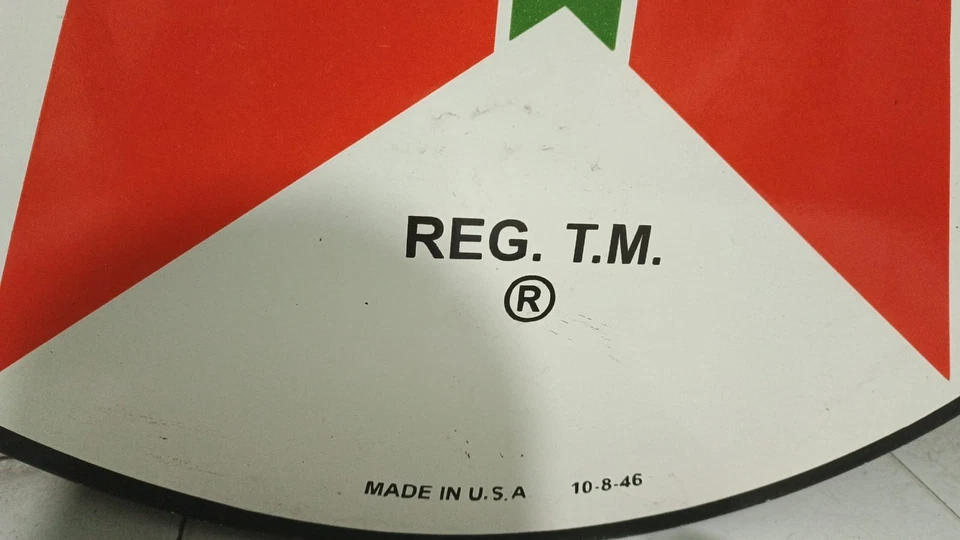 REG. T.M.
®
MADE IN U.S.A 10-8-46